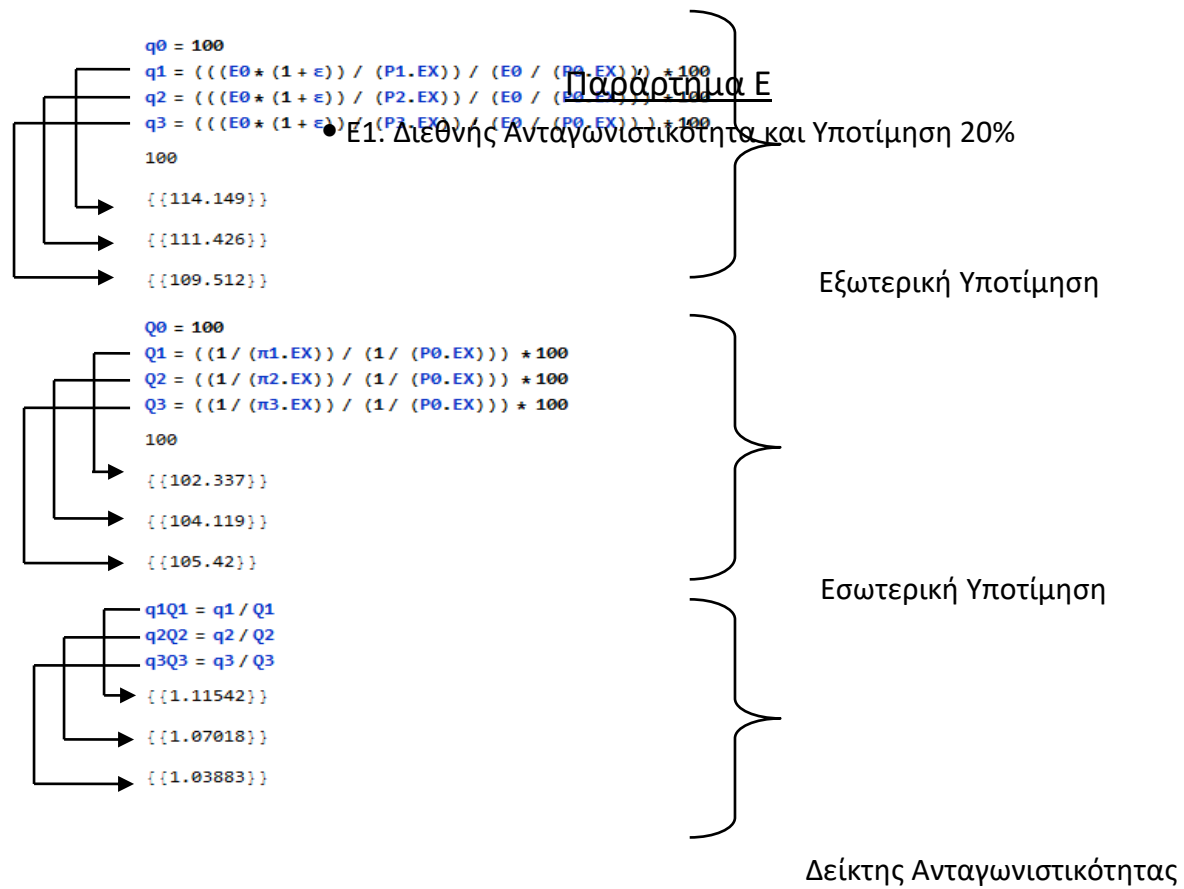 Παράρτημα Ε
• Ε1. Διεθνής Ανταγωνιστικότητα και Υποτίμηση 20%
q0 = 100
q1 = (((E0 * (1 + ε)) / (P1.EX)) / (E0 / (P0.EX))) * 100
q2 = (((E0 * (1 + ε)) / (P2.EX)) / (E0 / (P0.EX))) * 100
q3 = (((E0 * (1 + ε)) / (P3.EX)) / (E0 / (P0.EX))) * 100
100
{{114.149}}
{{111.426}}
{{109.512}}
Εξωτερική Υποτίμηση
Q0 = 100
Q1 = ((1 / (π1.EX)) / (1 / (P0.EX))) * 100
Q2 = ((1 / (π2.EX)) / (1 / (P0.EX))) * 100
Q3 = ((1 / (π3.EX)) / (1 / (P0.EX))) * 100
100
{{102.337}}
{{104.119}}
{{105.42}}
Εσωτερική Υποτίμηση
q1Q1 = q1 / Q1
q2Q2 = q2 / Q2
q3Q3 = q3 / Q3
{{1.11542}}
{{1.07018}}
{{1.03883}}
Δείκτης Ανταγωνιστικότητας